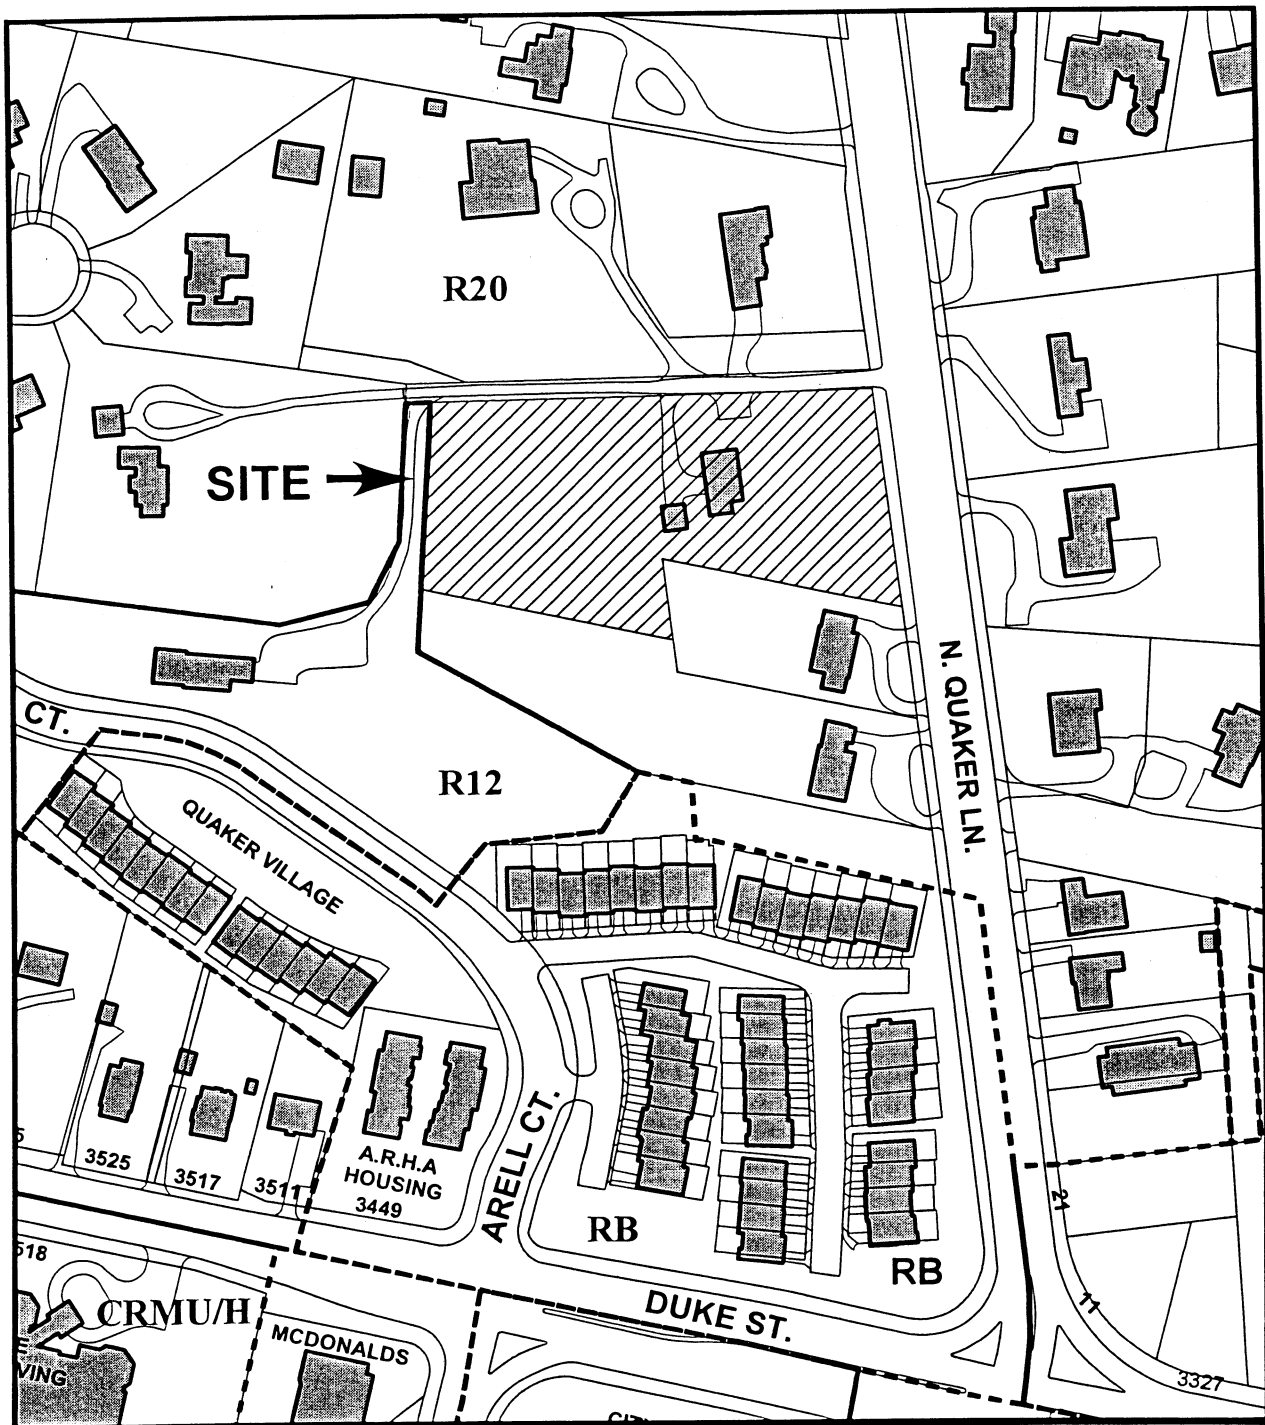 R20
SITE
N. QUAKER LN.
CT.
R12
QUAKER VILLAGE
3525
3517
3511
A.R.H.A
HOUSING
3449
ARELL CT.
RB
RB
21
11
518
CRMU/H
MCDONALDS
DUKE ST.
3327
E
VING